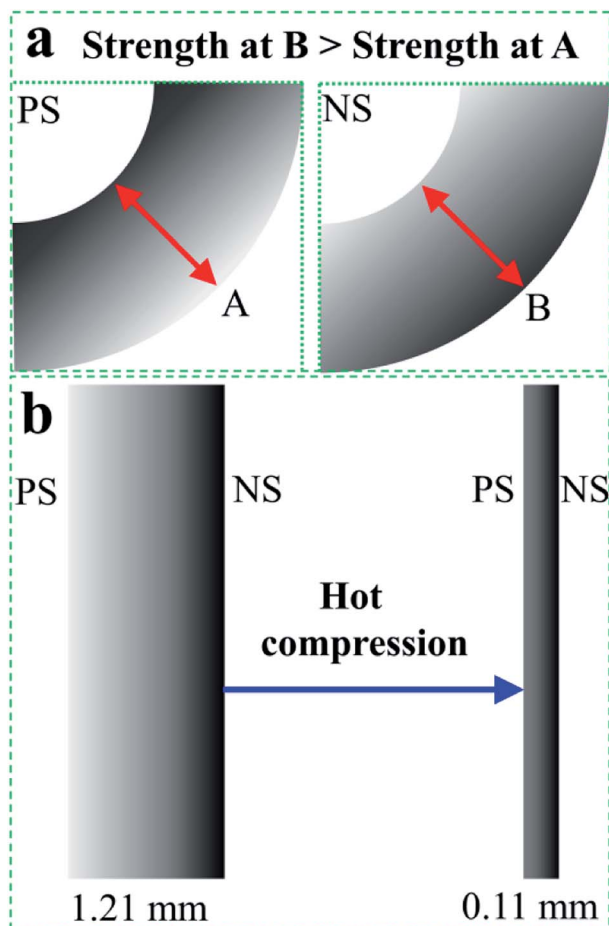 a Strength at B > Strength at A
PS NS
A B
b
PS NS PS NS
Hot
compression
1.21 mm 0.11 mm